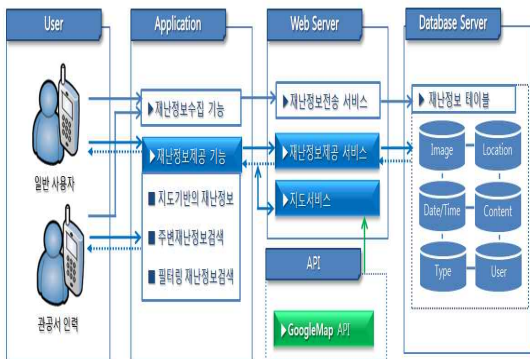 User
Application
Web Server
Database Server
▶재난정보수집 기능
▶재난정보전송 서비스
▶재난정보 테이블
▶재난정보제공 기능
▶재난정보제공 서비스
Image
Location
일반 사용자
■ 지도기반의 재난정보
▶지도서비스
Date/Time
Content
■ 주변재난정보검색
API
■ 필터링 재난정보검색
Type
User
관공서 인력
▶GoogleMap API